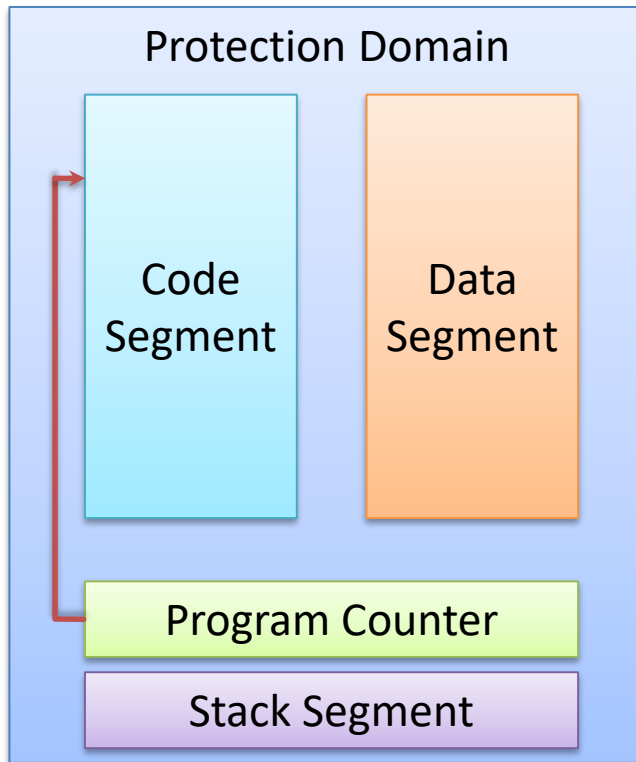 Protection Domain
Code
Segment
Data
Segment
Program Counter
Stack Segment